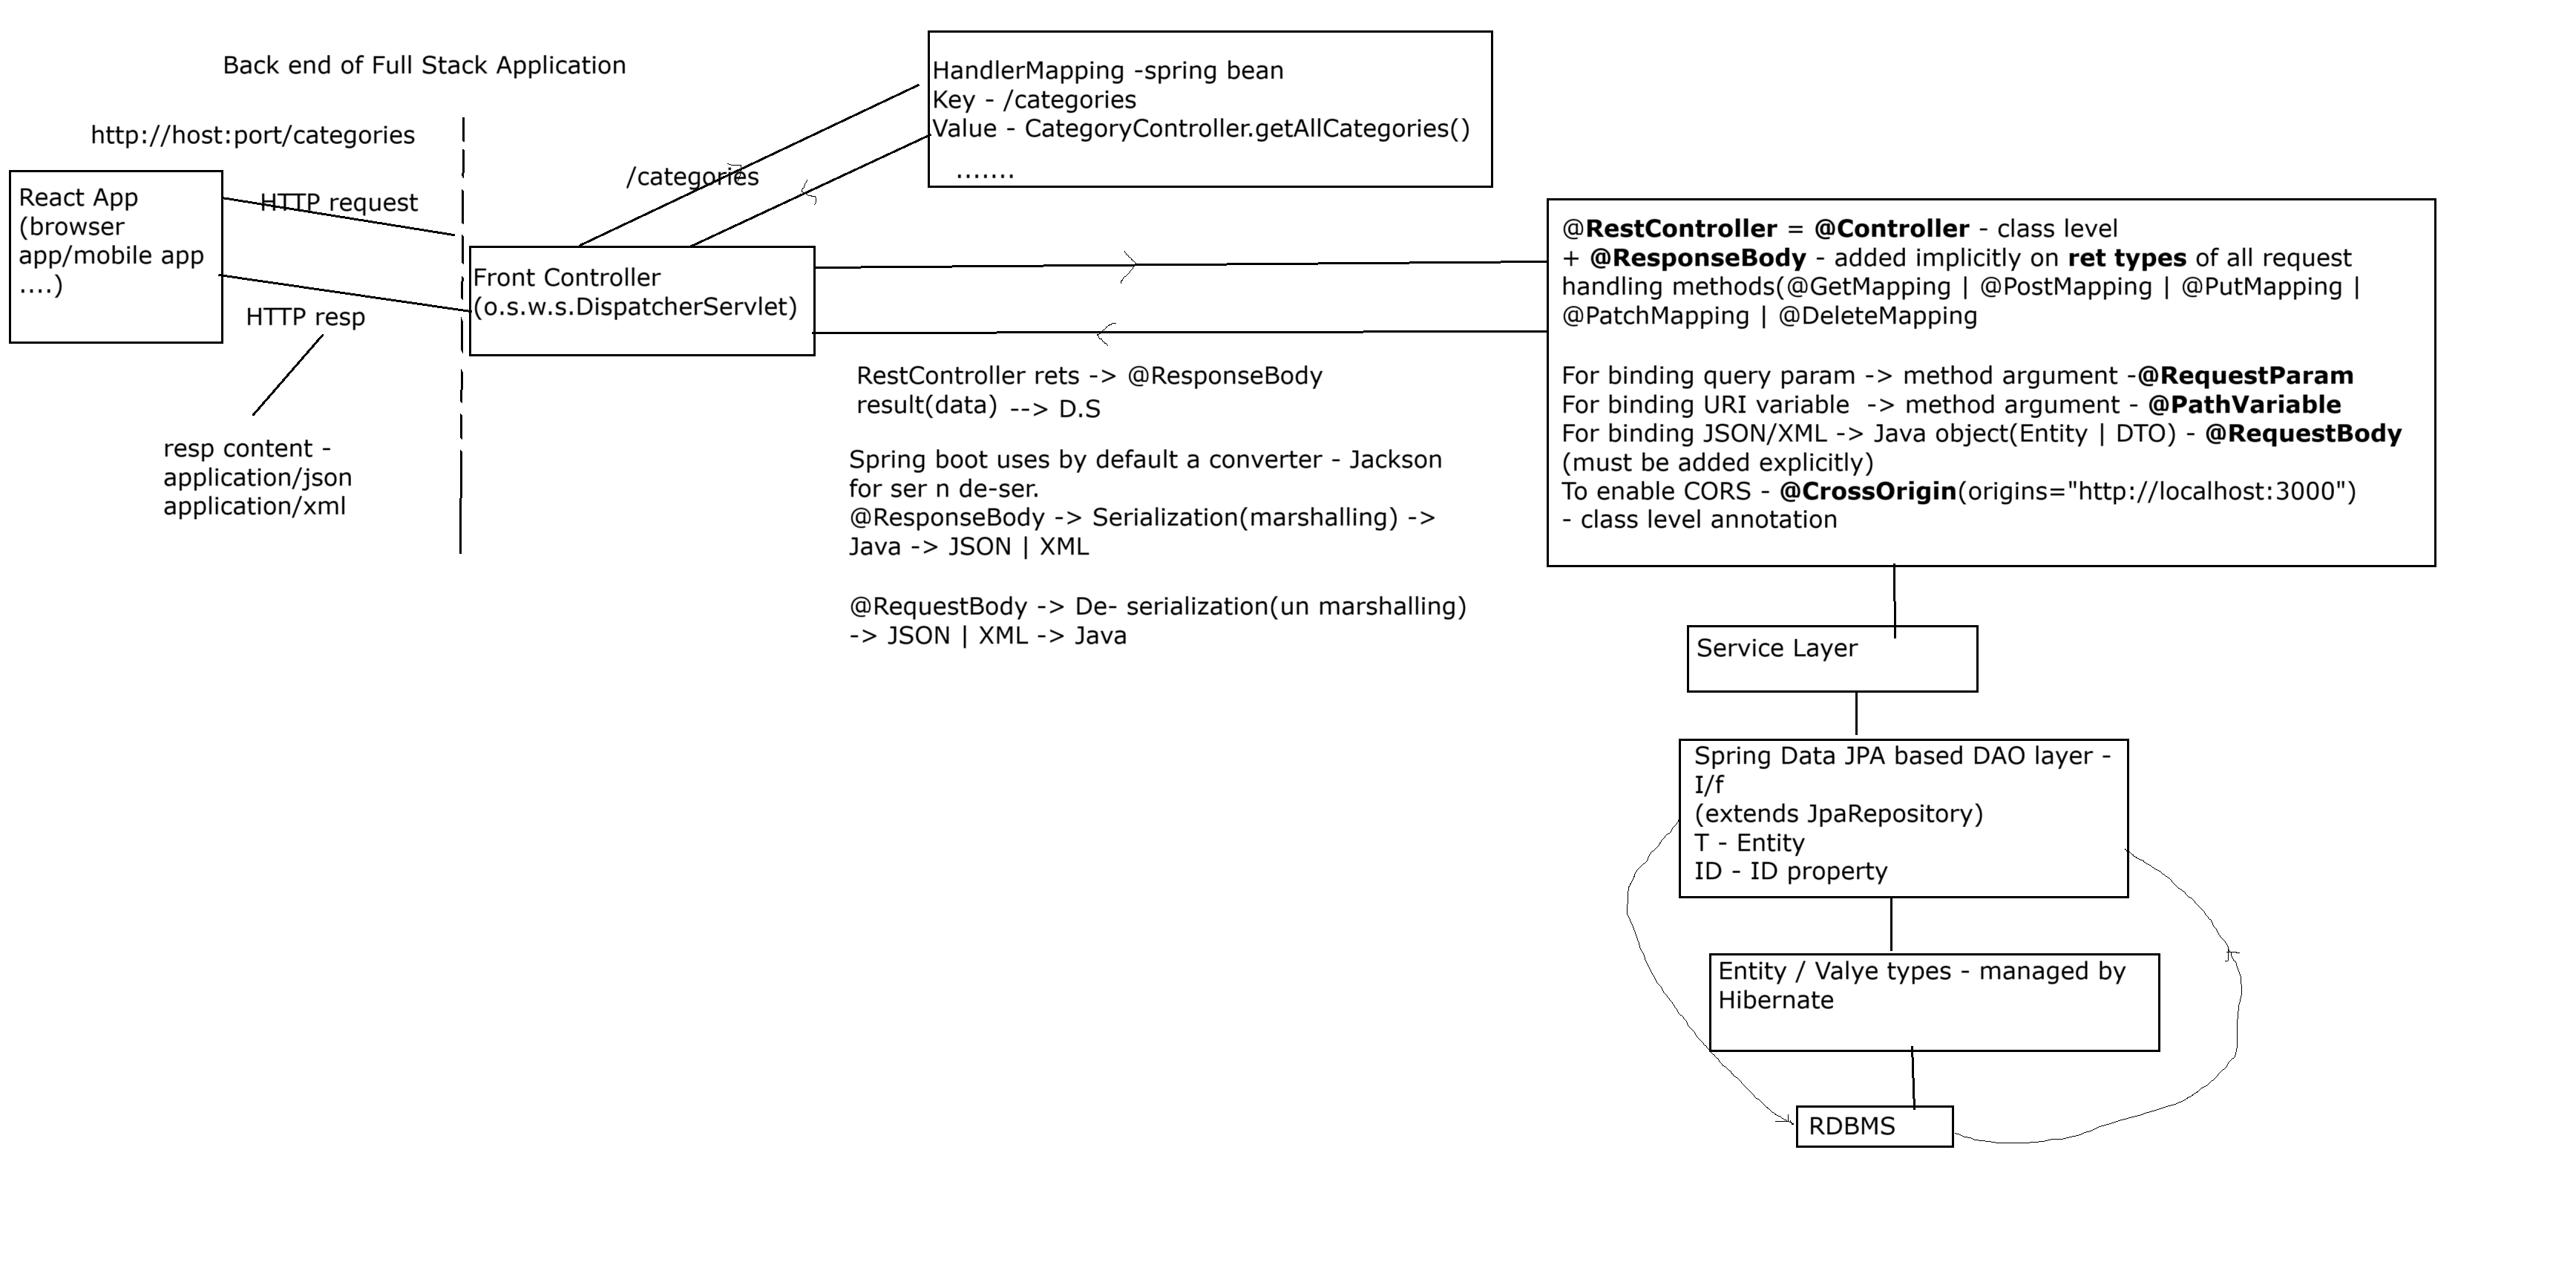 Back end of Full Stack Application
http://host:port/categories
React App
(browser
app/mobile app
....)
HTTP request
HTTP resp
resp content -
application/json
application/xml
/categories
HandlerMapping -spring bean
Key - /categories
Value - CategoryController.getAllCategories()
.......
Front Controller
(o.s.w.s.DispatcherServlet)
RestController rets -> @ResponseBody
result(data) --> D.S
Spring boot uses by default a converter - Jackson
for ser n de-ser.
@ResponseBody -> Serialization(marshalling) ->
Java -> JSON | XML
@RequestBody -> De- serialization(un marshalling)
-> JSON | XML -> Java
@RestController = @Controller - class level
+ @ResponseBody - added implicitly on ret types of all request
handling methods(@GetMapping | @PostMapping | @PutMapping |
@PatchMapping | @DeleteMapping
For binding query param -> method argument -@RequestParam
For binding URI variable  -> method argument - @PathVariable
For binding JSON/XML -> Java object(Entity | DTO) - @RequestBody
(must be added explicitly)
To enable CORS - @CrossOrigin(origins="http://localhost:3000")
- class level annotation
Service Layer
Spring Data JPA based DAO layer -
I/f
(extends JpaRepository)
T - Entity
ID - ID property
Entity / Valye types - managed by
Hibernate
RDBMS